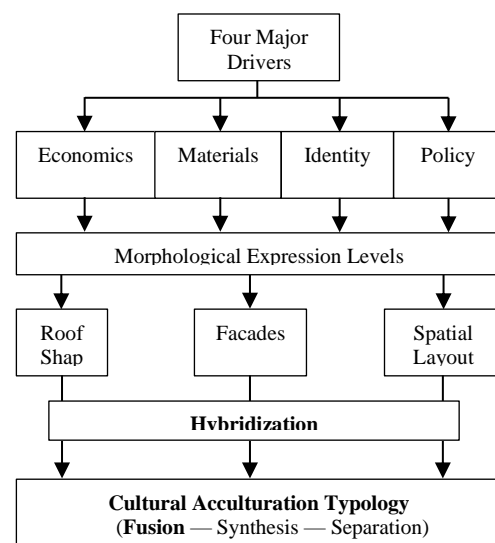 Four Major
Drivers
Economics
Materials
Identity
Policy
Morphological Expression Levels
Roof
Shap
Facades
Spatial
Layout
Hybridization
Cultural Acculturation Typology
(Fusion — Synthesis — Separation)